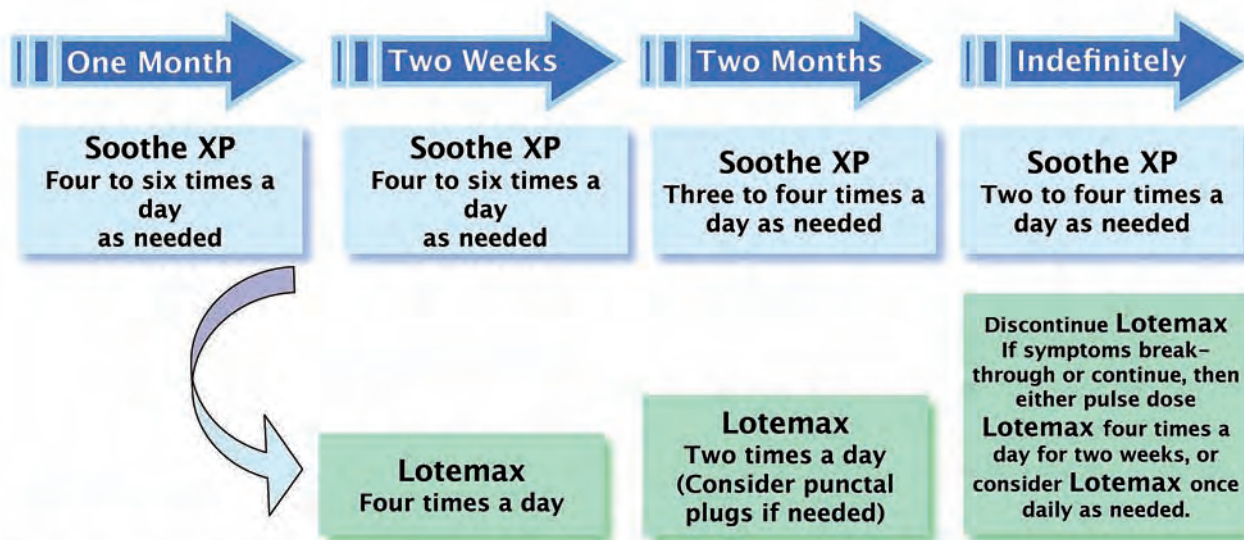 One Month
Two Weeks
Two Months
Indefinitely
Soothe XP
Four to six times a
day
as needed
Soothe XP
Four to six times a
day
as needed
Soothe XP
Three to four times a
day as needed
Soothe XP
Two to four times a
day as needed
Lotemax
Four times a day
Lotemax
Two times a day
(Consider punctal
plugs if needed)
Discontinue Lotemax
If symptoms break-
through or continue, then
either pulse dose
Lotemax four times a
day for two weeks, or
consider Lotemax once
daily as needed.